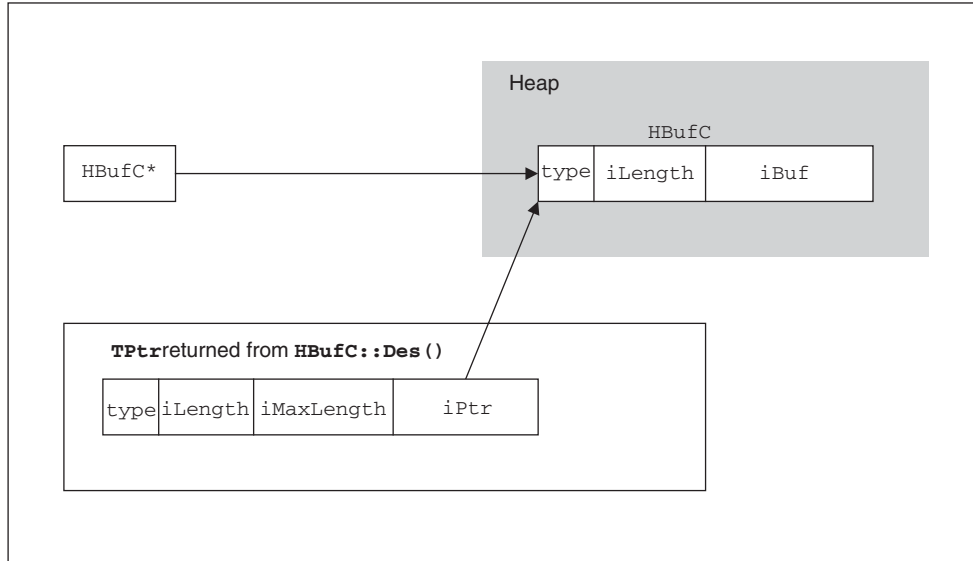 Heap
HBufC
HBufC*
type iLength iBuf
TPtrreturned from HBufC::Des()
type iLength iMaxLength iPtr